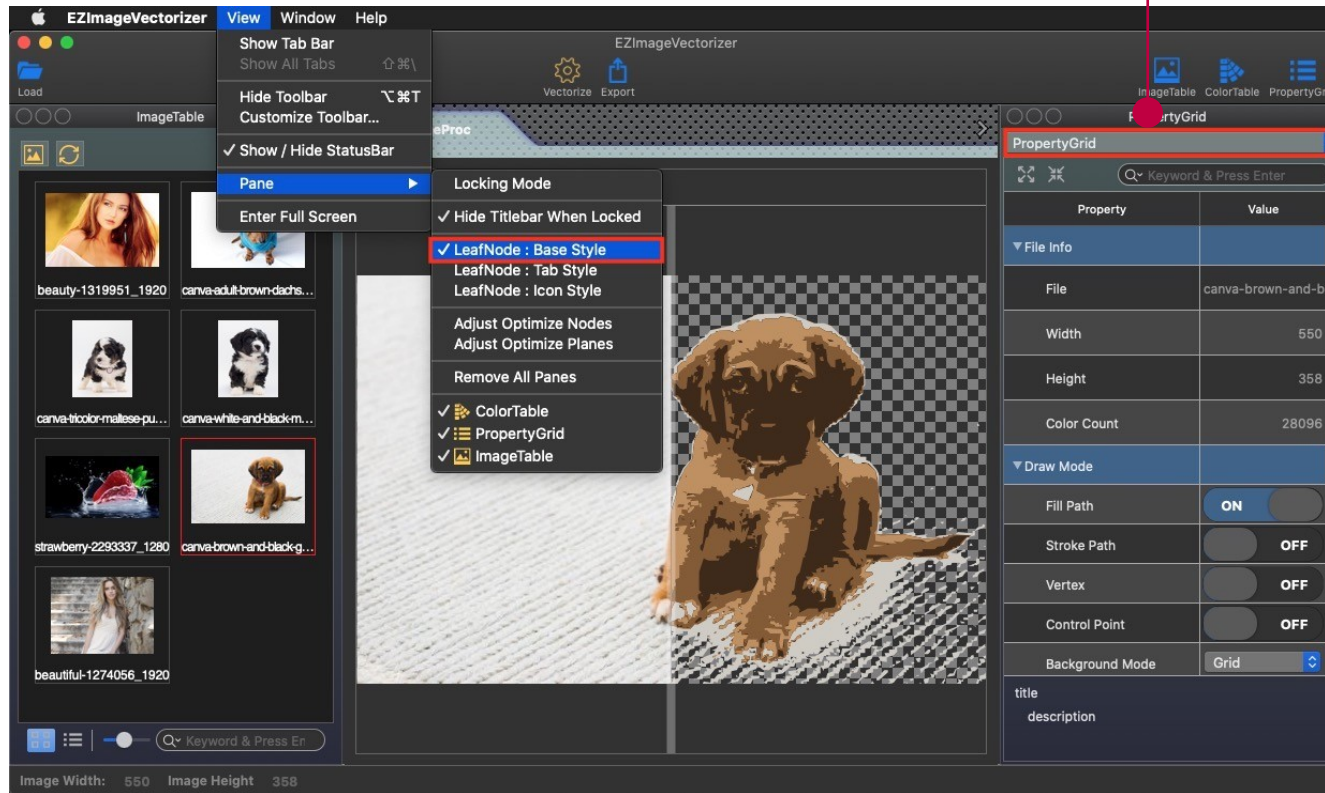 EZImageVectorizer View Window Help
EZImageVectorizer
Load
Vectorize Export
ImageTable ColorTable PropertyGr
Show Tab Bar
Show All Tabs ⇧⌘\
Hide Toolbar ⌥⌘T
Customize Toolbar...
✓ Show / Hide StatusBar
Pane
Enter Full Screen
Locking Mode
✓ Hide Titlebar When Locked
✓ LeafNode : Base Style
LeafNode : Tab Style
LeafNode : Icon Style
Adjust Optimize Nodes
Adjust Optimize Planes
Remove All Panes
✓ ColorTable
✓ PropertyGrid
✓ ImageTable
ImageTable
beauty-1319951_1920
canva-adult-brown-dachs...
canva-tricolor-maltese-pu...
canva-white-and-black-m...
strawberry-2293337_1280
canva-brown-and-black-g...
beautiful-1274056_1920
Keyword & Press En
eProc
PropertyGrid
PropertyGrid
Keyword & Press Enter
Property Value
File Info
File canva-brown-and-b
Width 550
Height 358
Color Count 28096
Draw Mode
Fill Path ON
Stroke Path OFF
Vertex OFF
Control Point OFF
Background Mode Grid
title
description
Image Width: 550 Image Height 358